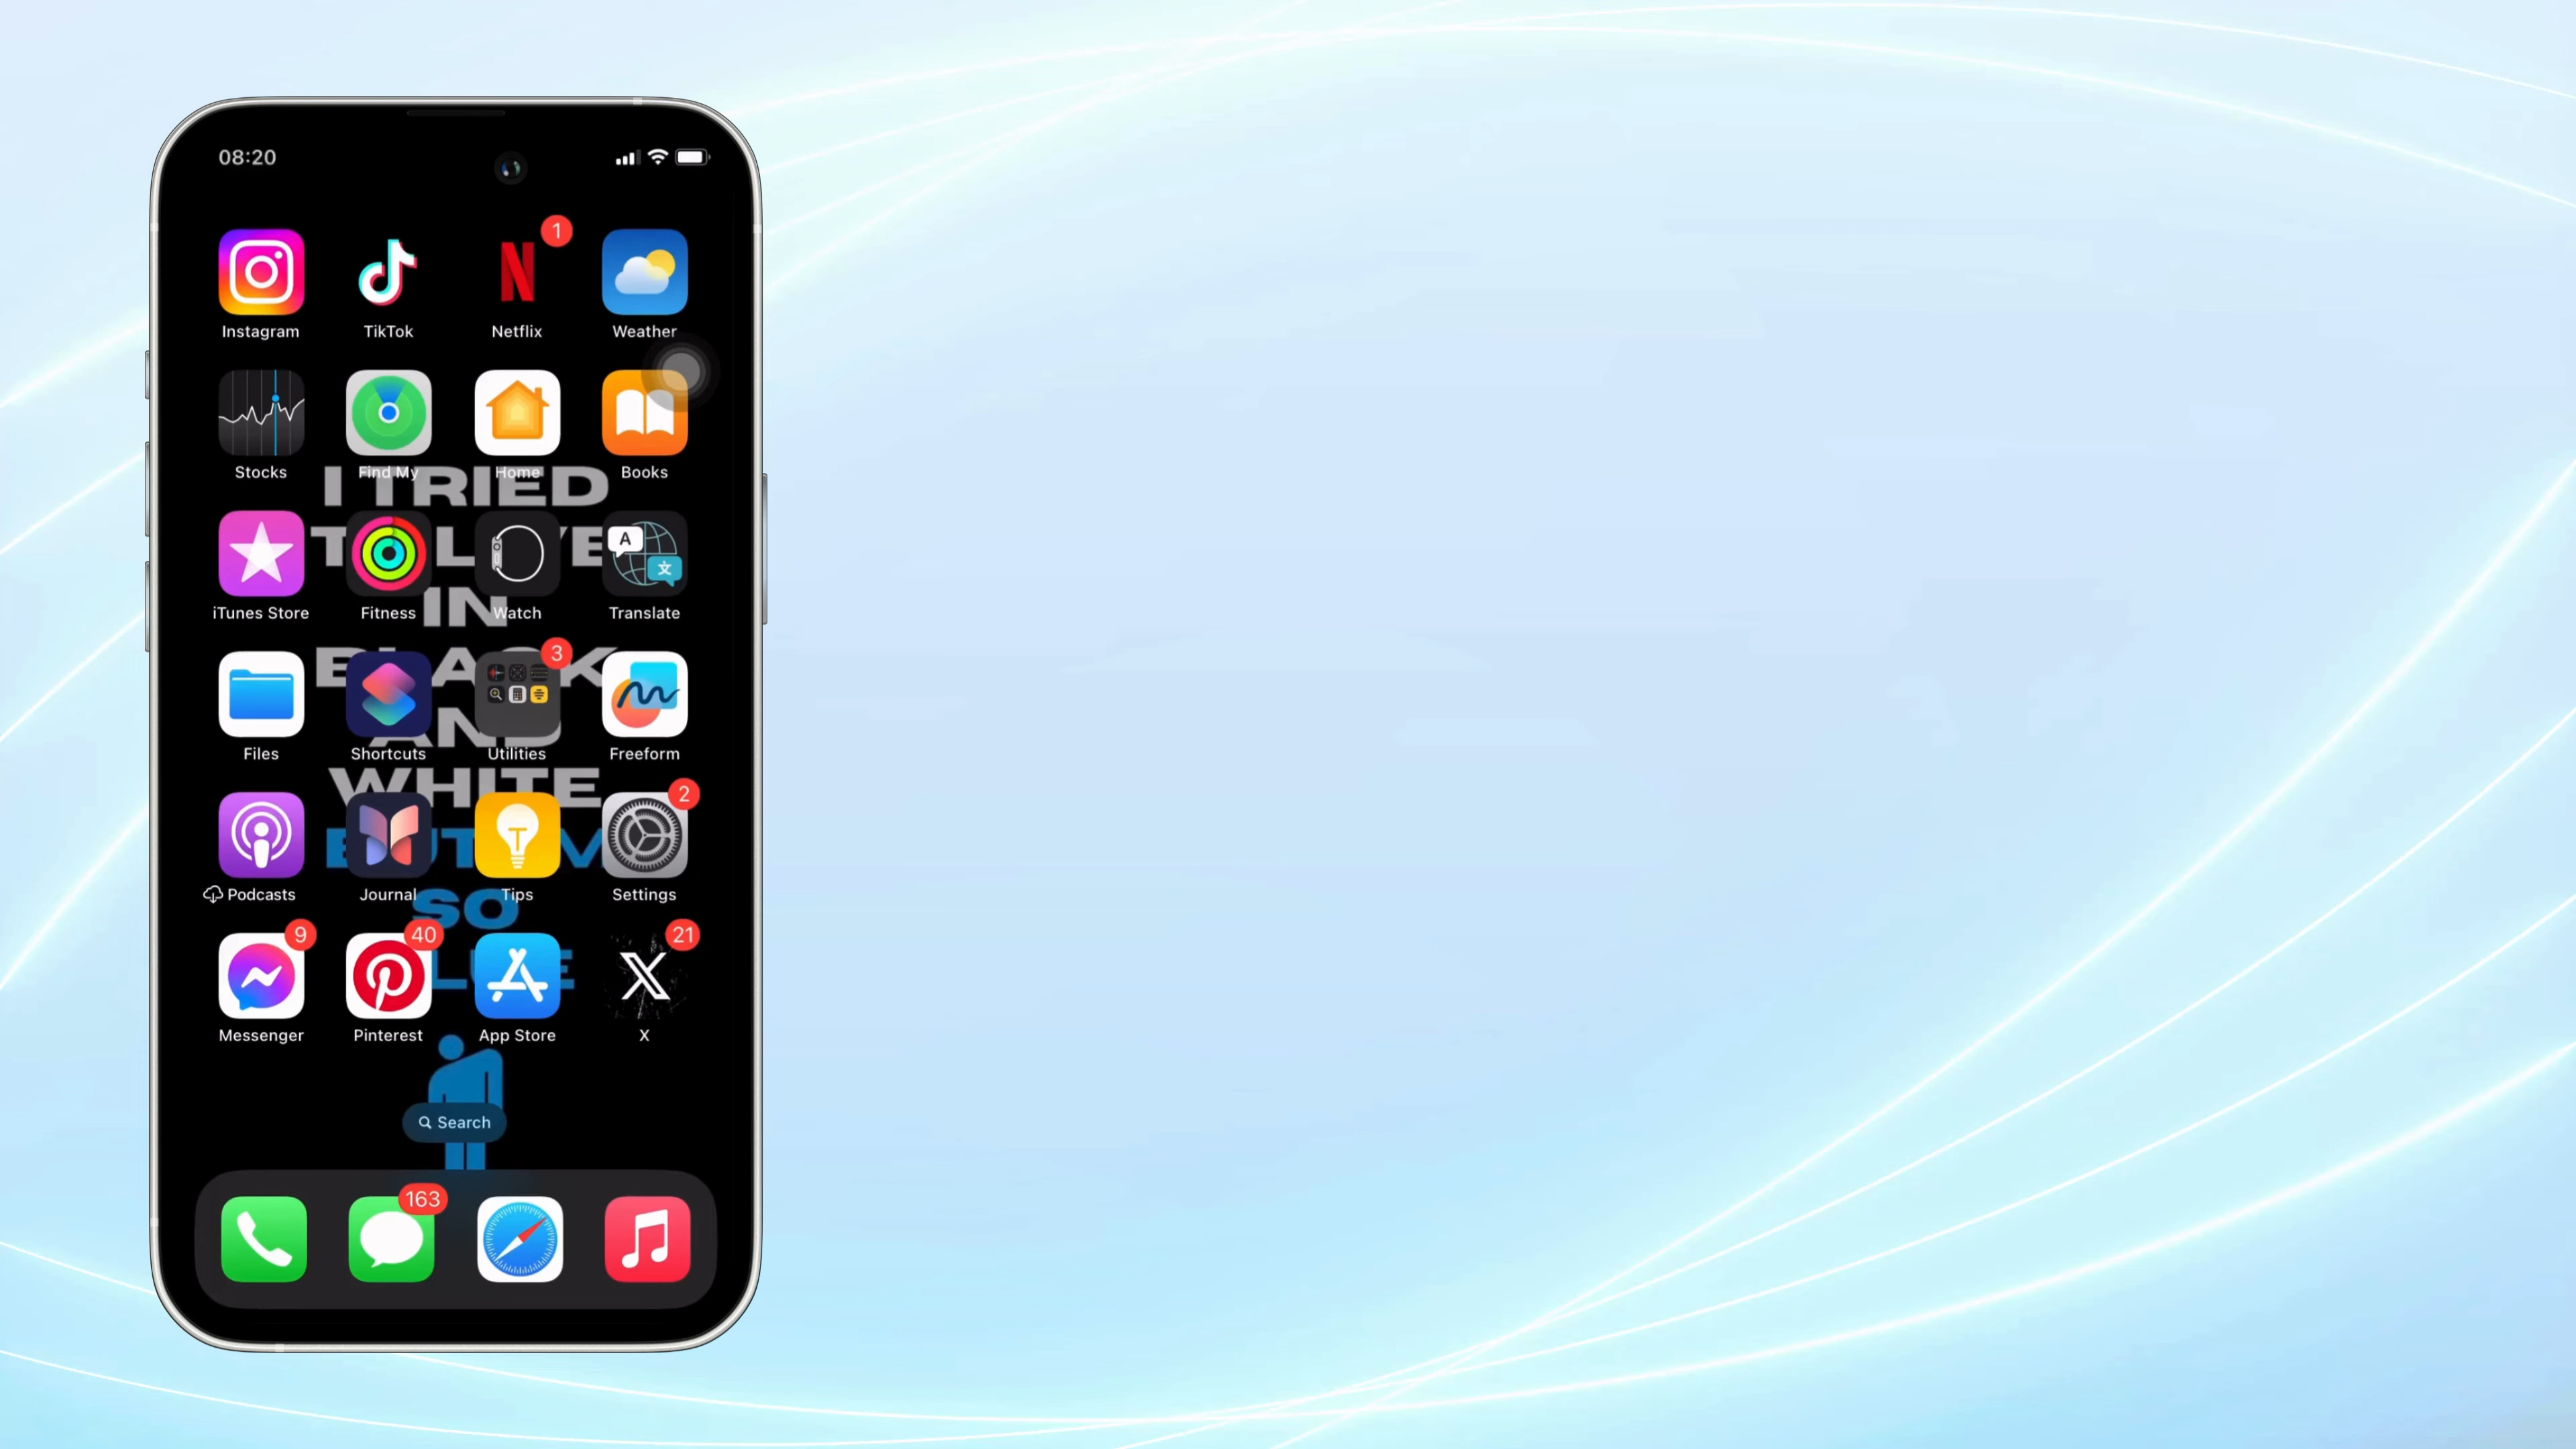 08:20
1
Instagram TikTok Netflix Weather
Stocks Find My Home Books
I TRIED
A 文
iTunes Store Fitness Watch Translate
IN
3
Files Shortcuts Utilities Freeform
WHITE
2
Podcasts Journal Tips Settings
SO
9 40 21
Messenger Pinterest App Store X
Search
163